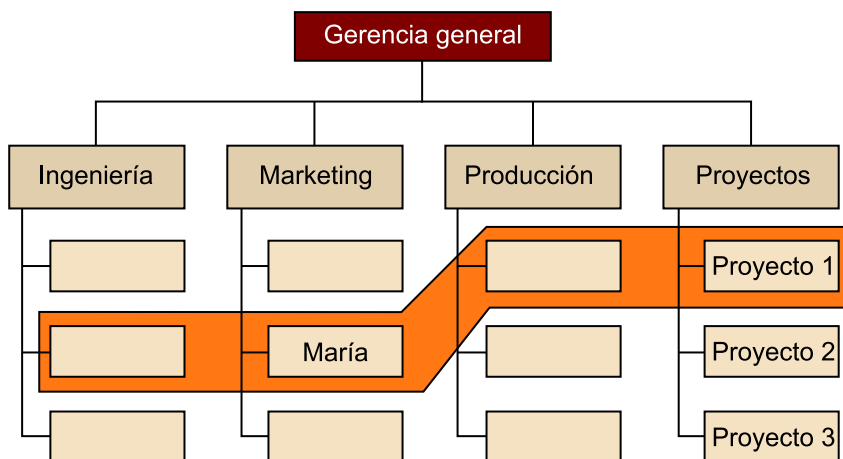 Gerencia general
Ingeniería
Marketing
Producción
Proyectos
Proyecto 1
María
Proyecto 2
Proyecto 3